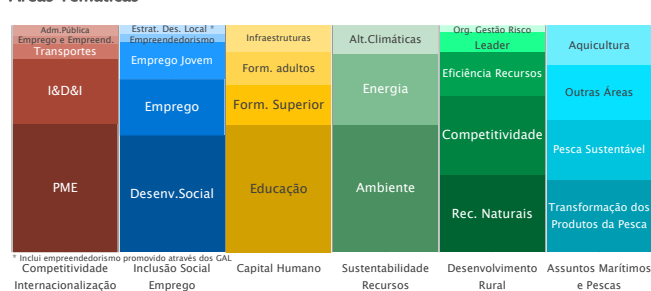 Adm.Pública
Emprego e Empreend.
Transportes
I&D&I
PME
Estrat. Des. Local *
Empreendedorismo
Emprego Jovem
Emprego
Desenv.Social
Infraestruturas
Form. adultos
Form. Superior
Educação
Alt.Climáticas
Energia
Ambiente
Org. Gestão Risco
Leader
Eficiência Recursos
Competitividade
Rec. Naturais
Aquicultura
Outras Áreas
Pesca Sustentável
Transformação dos
Produtos da Pesca
* Inclui empreendedorismo promovido através dos GAL
Competitividade
Internacionalização
Inclusão Social
Emprego
Capital Humano
Sustentabilidade
Recursos
Desenvolvimento
Rural
Assuntos Marítimos
e Pescas